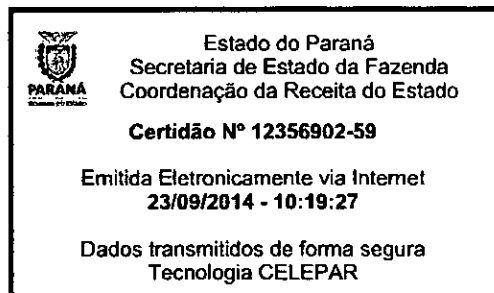 Estado do Paraná
Secretaria de Estado da Fazenda
Coordenação da Receita do Estado
PARANÁ
Certidão Nº 12356902-59
Emitida Eletronicamente via Internet
23/09/2014 - 10:19:27
Dados transmitidos de forma segura
Tecnologia CELEPAR